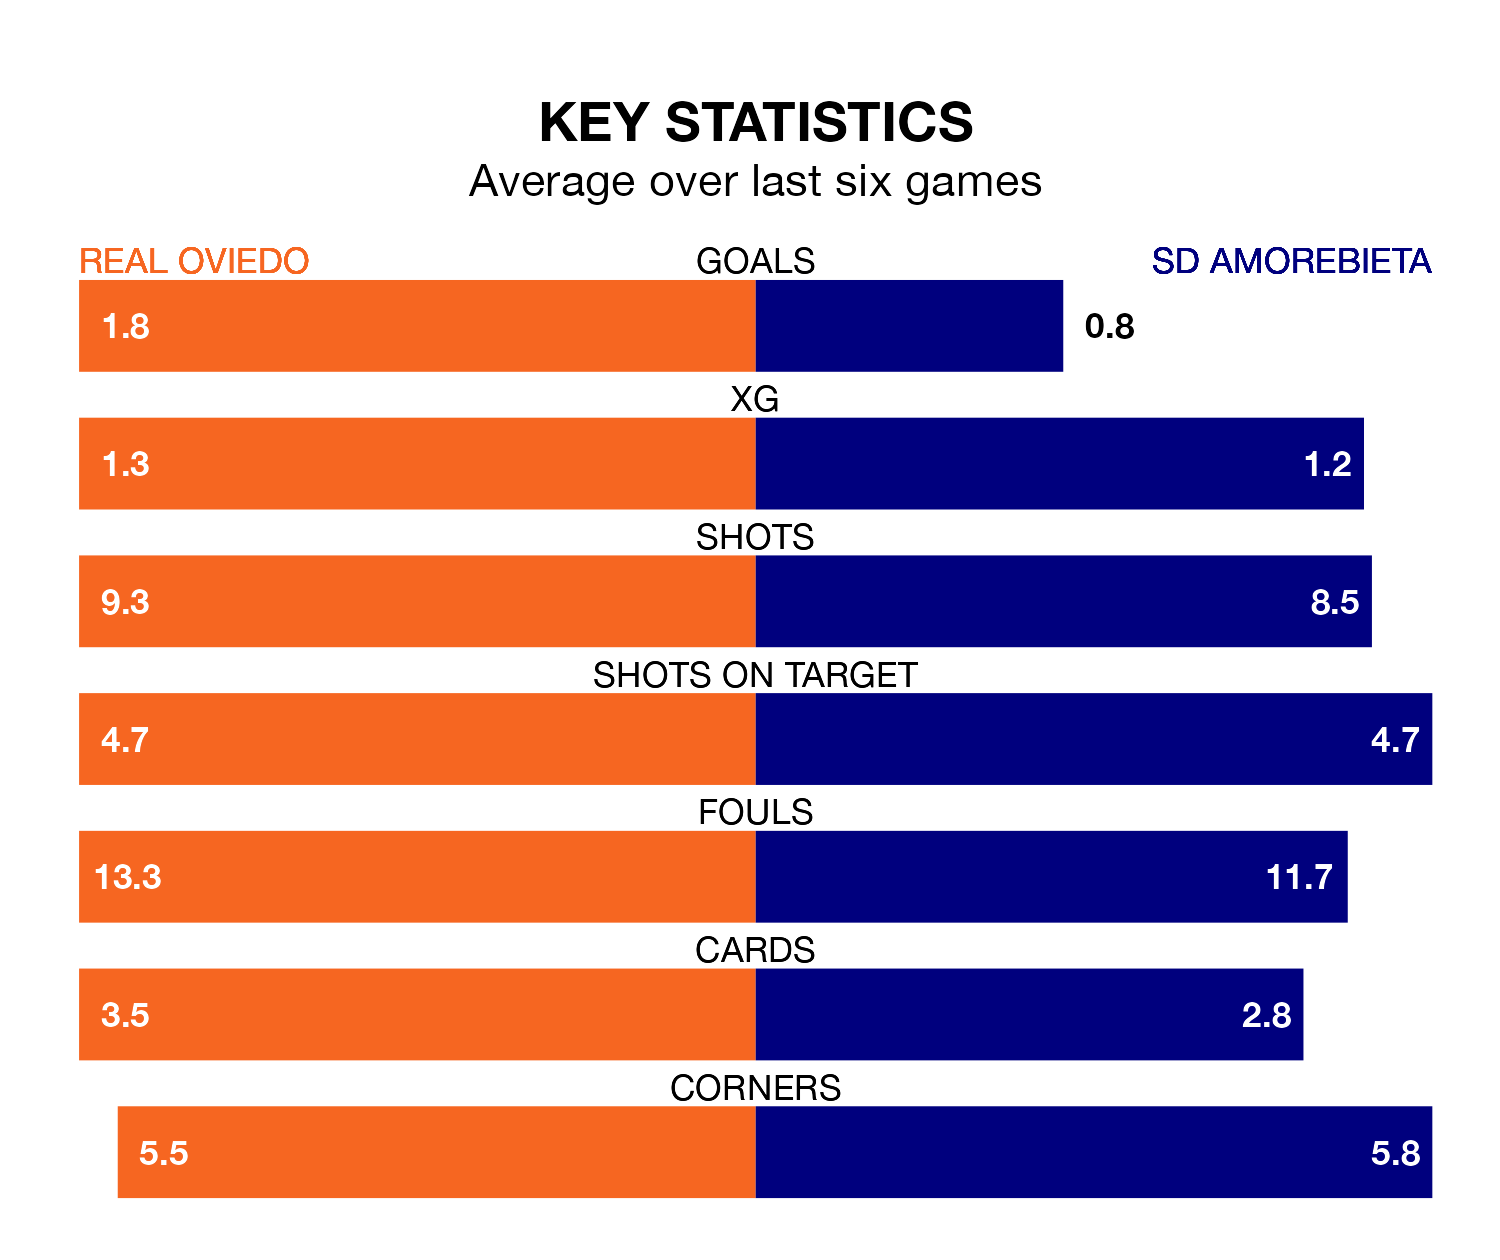 KEY STATISTICS
Average over last six games
REAL OVIEDO GOALS SD AMOREBIETA
1.8 0.8
XG
1.3 1.2
SHOTS
9.3 8.5
SHOTS ON TARGET
4.7 4.7
FOULS
13.3 11.7
CARDS
3.5 2.8
CORNERS
5.5 5.8